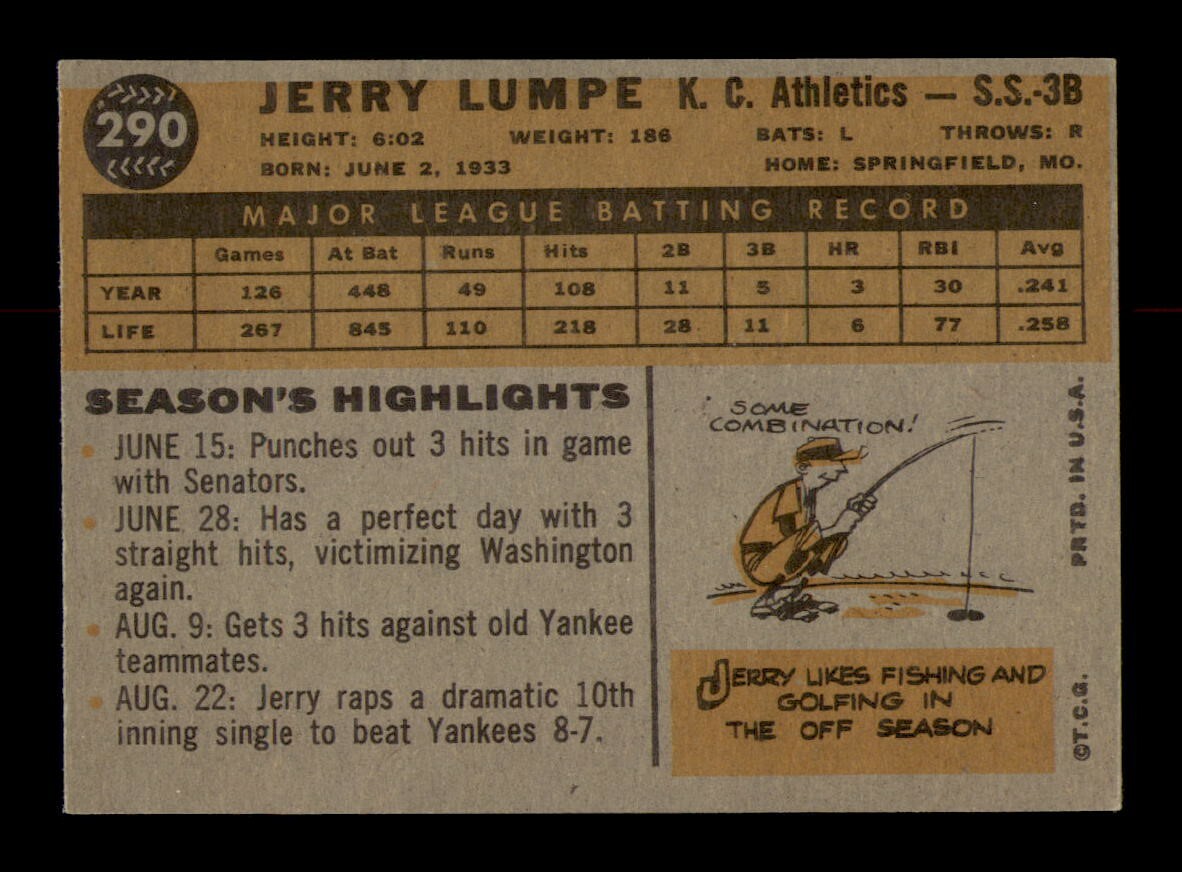 290
JERRY LUMPE K. C. Athletics — S.S.-3B
HEIGHT: 6:02 WEIGHT: 186 BATS: L THROWS: R
BORN: JUNE 2, 1933 HOME: SPRINGFIELD, MO.
MAJOR LEAGUE BATTING RECORD
Games At Bat Runs Hits 2B 3B HR RBI Avg
YEAR 126 448 49 108 11 5 3 30 .241
LIFE 267 845 110 218 28 11 6 77 .258
SEASON'S HIGHLIGHTS
• JUNE 15: Punches out 3 hits in game
with Senators.
• JUNE 28: Has a perfect day with 3
straight hits, victimizing Washington
again.
• AUG. 9: Gets 3 hits against old Yankee
teammates.
• AUG. 22: Jerry raps a dramatic 10th
inning single to beat Yankees 8-7.
SOME
COMBINATION!
JERRY LIKES FISHING AND
GOLFING IN
THE OFF SEASON
©T.C.G. PRTD. IN U.S.A.